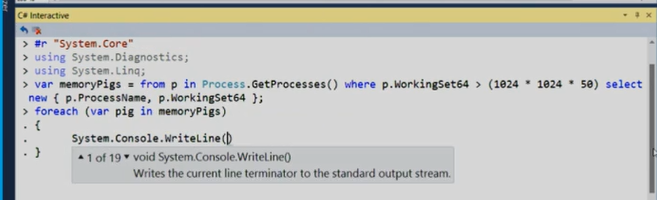 C# Interactive
> #r "System.Core"
> using System.Diagnostics;
> using System.Linq;
> var memoryPigs = from p in Process.GetProcesses() where p.WorkingSet64 > (1024 * 1024 * 50) select
new { p.ProcessName, p.WorkingSet64 };
> foreach (var pig in memoryPigs)
. {
. System.Console.WriteLine()
. }
▲ 1 of 19 ▼ void System.Console.WriteLine()
Writes the current line terminator to the standard output stream.